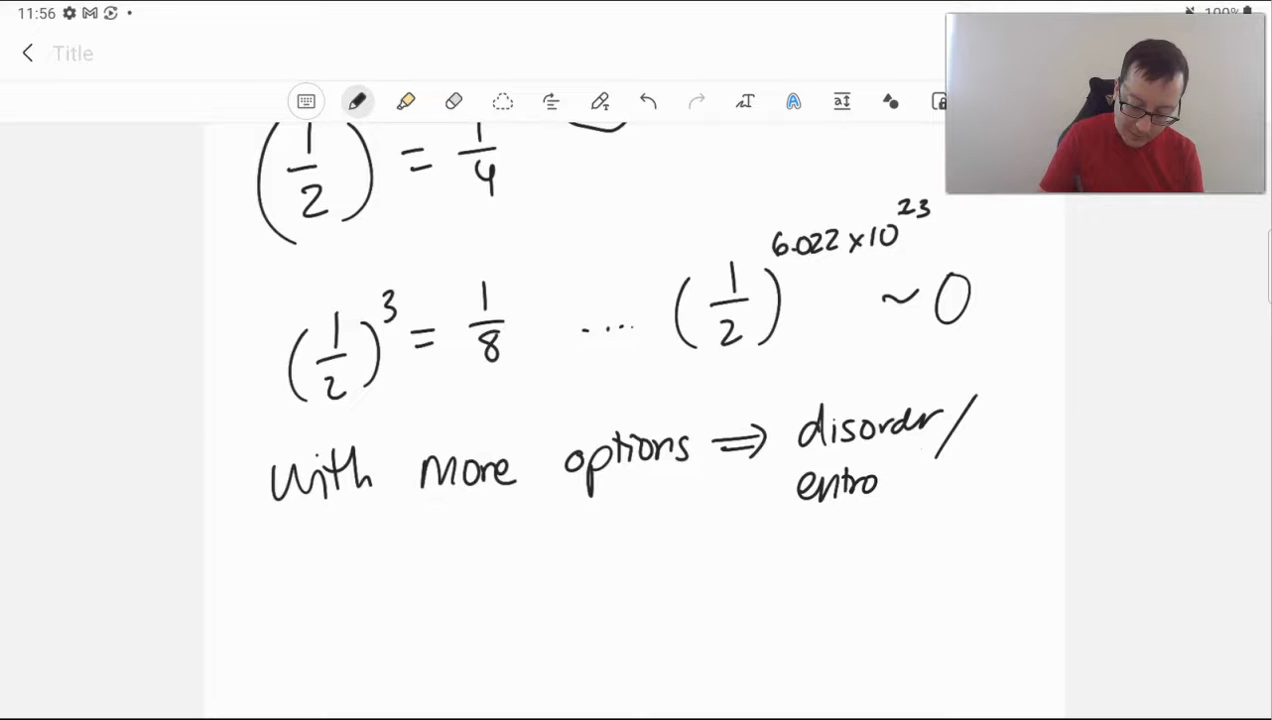 11:56
100%
Title
(1/2) = 1/4
(1/2)^3 = 1/8 .... (1/2)^6.022×10^23 ~ 0
with more options ⇒ disorder/
entro